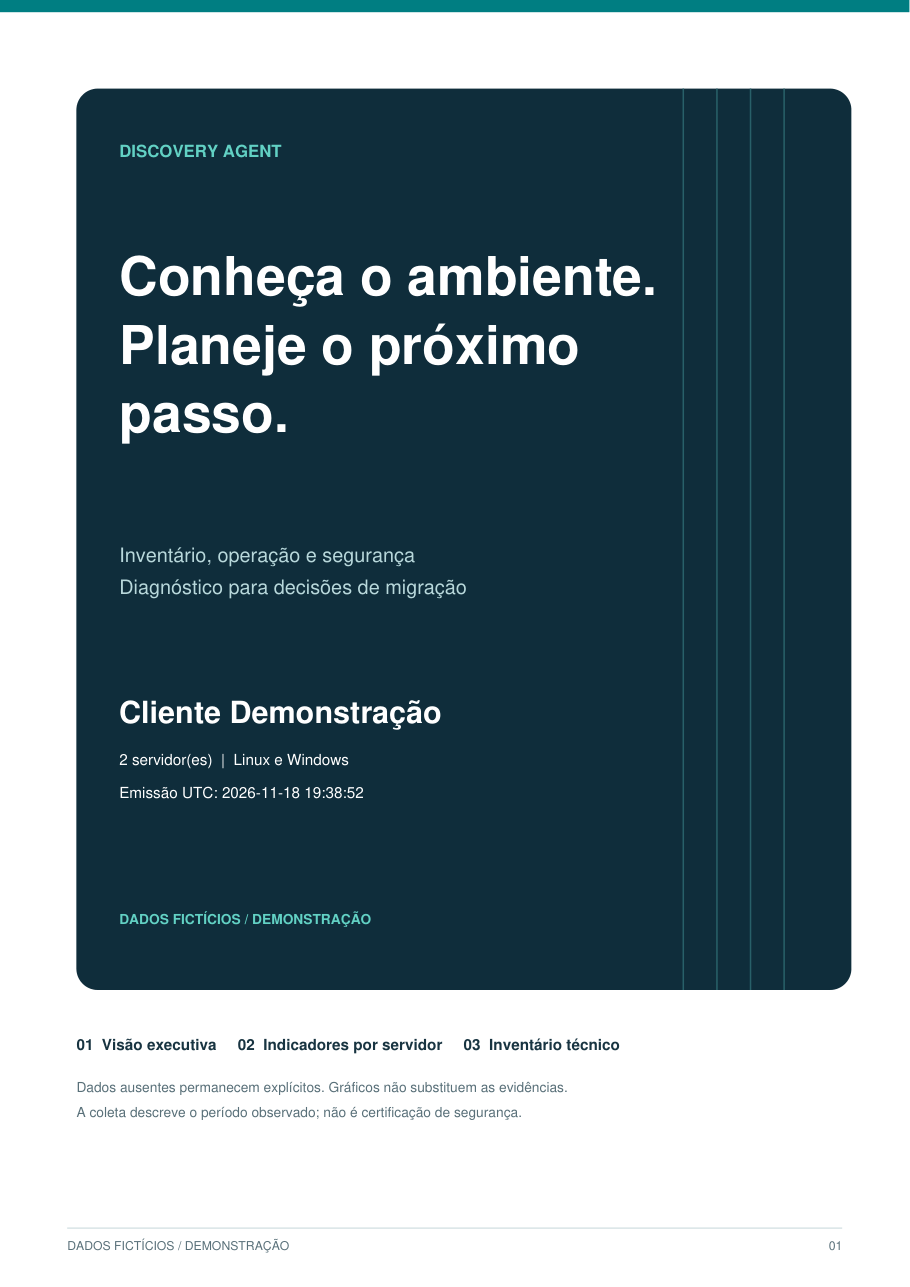 DISCOVERY AGENT
Conheça o ambiente.
Planeje o próximo
passo.
Inventário, operação e segurança
Diagnóstico para decisões de migração
Cliente Demonstração
2 servidor(es) | Linux e Windows
Emissão UTC: 2026-11-18 19:38:52
DADOS FICTÍCIOS / DEMONSTRAÇÃO
01 Visão executiva 02 Indicadores por servidor 03 Inventário técnico
Dados ausentes permanecem explícitos. Gráficos não substituem as evidências.
A coleta descreve o período observado; não é certificação de segurança.
DADOS FICTÍCIOS / DEMONSTRAÇÃO 01